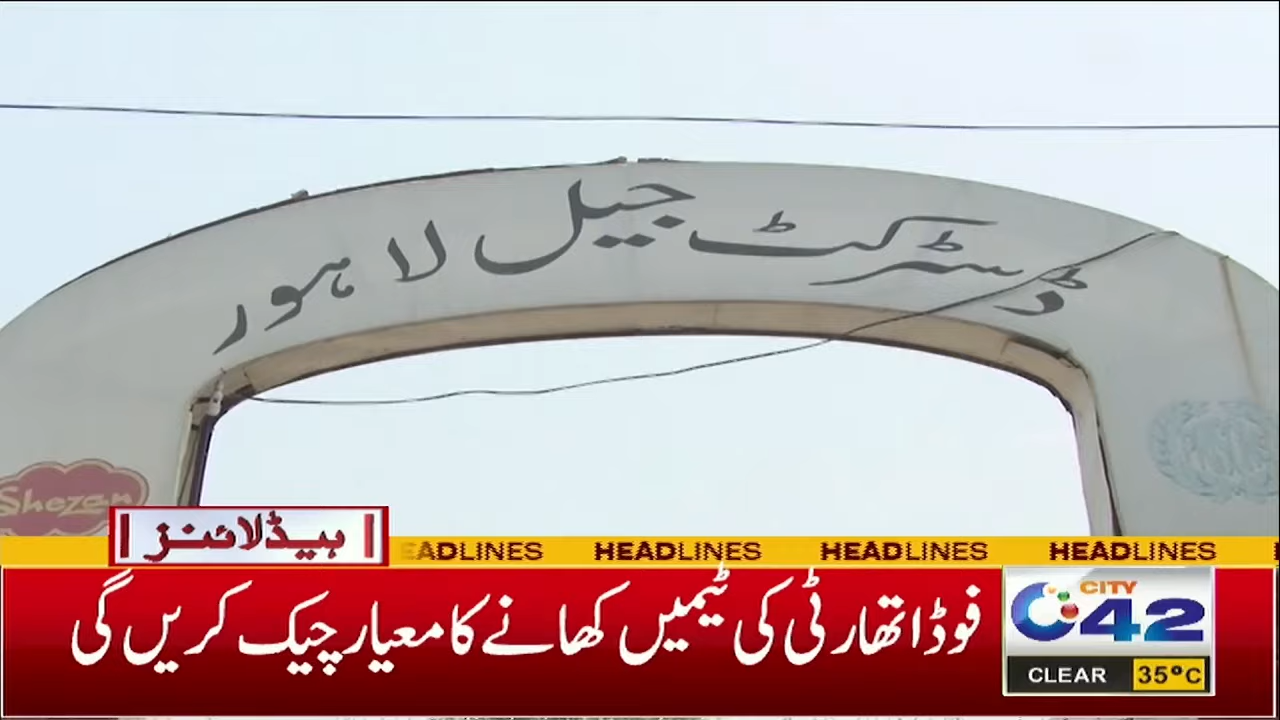 ڈسٹرکٹ جیل لاہور
Shezan
ہیڈلائنز
HEADLINES HEADLINES HEADLINES HEADLINES
فوڈ اتھارٹی کی ٹیمیں کھانے کا معیار چیک کریں گی
CITY
42
CLEAR 35°C